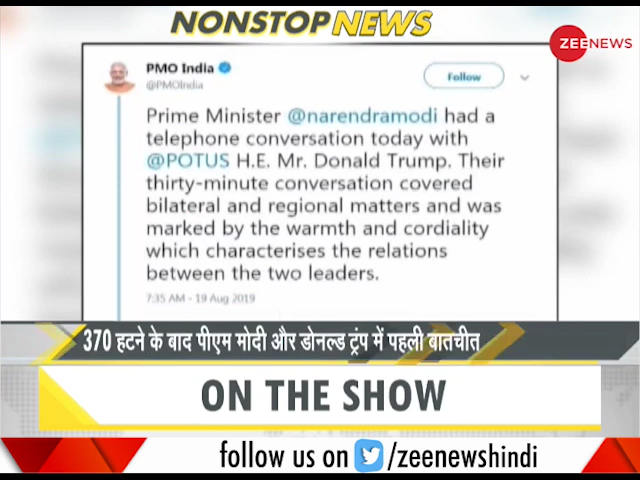 NONSTOP NEWS
ZEE NEWS
PMO India
@PMOIndia
Follow
Prime Minister @narendramodi had a
telephone conversation today with
@POTUS H.E. Mr. Donald Trump. Their
thirty-minute conversation covered
bilateral and regional matters and was
marked by the warmth and cordiality
which characterises the relations
between the two leaders.
7:35 AM - 19 Aug 2019
370 हटने के बाद पीएम मोदी और डोनल्ड ट्रंप में पहली बातचीत
ON THE SHOW
follow us on /zeenewshindi